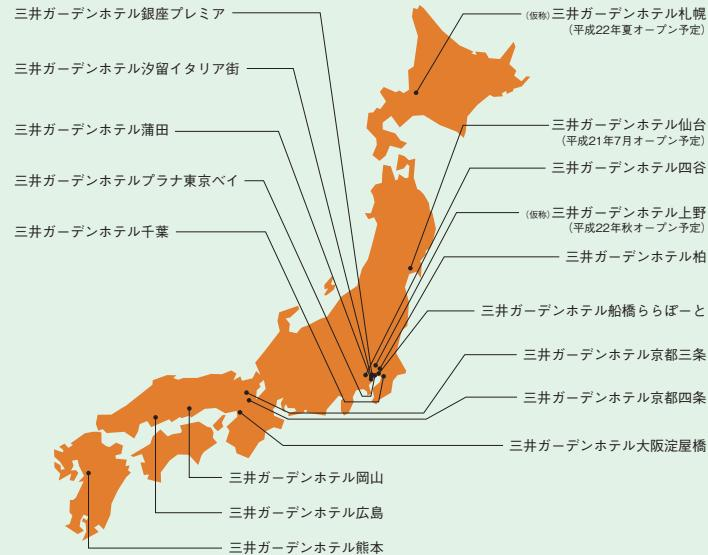 三井ガーデンホテル銀座プレミア
三井ガーデンホテル汐留イタリア街
三井ガーデンホテル蒲田
三井ガーデンホテルプラナ東京ベイ
三井ガーデンホテル千葉
(仮称)三井ガーデンホテル札幌
(平成22年夏オープン予定)
三井ガーデンホテル仙台
(平成21年7月オープン予定)
三井ガーデンホテル四谷
(仮称)三井ガーデンホテル上野
(平成22年秋オープン予定)
三井ガーデンホテル柏
三井ガーデンホテル船橋ららぽーと
三井ガーデンホテル京都三条
三井ガーデンホテル京都四条
三井ガーデンホテル大阪淀屋橋
三井ガーデンホテル岡山
三井ガーデンホテル広島
三井ガーデンホテル熊本